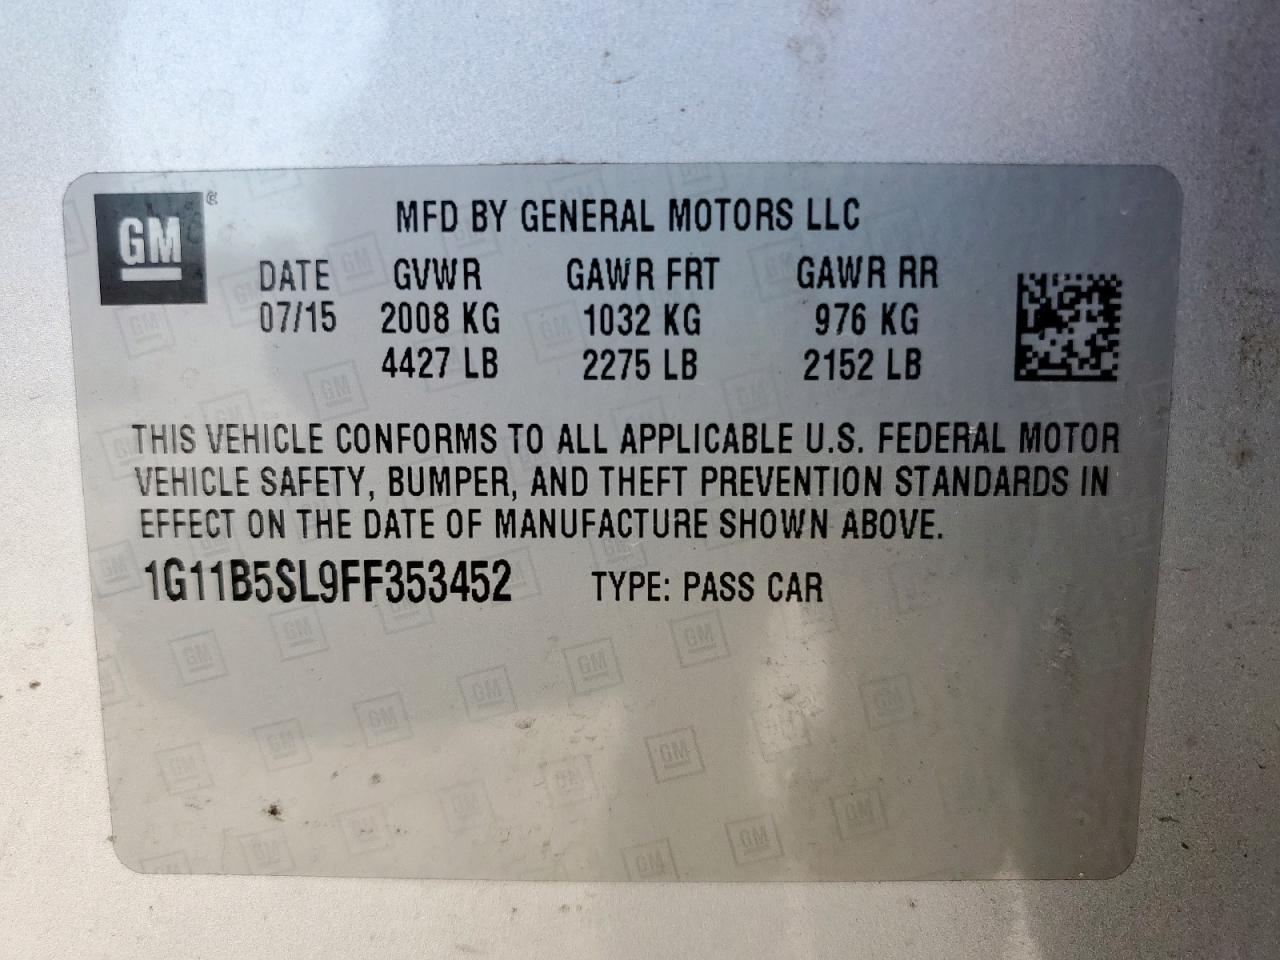 GM
MFD BY GENERAL MOTORS LLC
DATE GVWR GAWR FRT GAWR RR
07/15 2008 KG 1032 KG 976 KG
4427 LB 2275 LB 2152 LB
THIS VEHICLE CONFORMS TO ALL APPLICABLE U.S. FEDERAL MOTOR
VEHICLE SAFETY, BUMPER, AND THEFT PREVENTION STANDARDS IN
EFFECT ON THE DATE OF MANUFACTURE SHOWN ABOVE.
1G11B5SL9FF353452 TYPE: PASS CAR